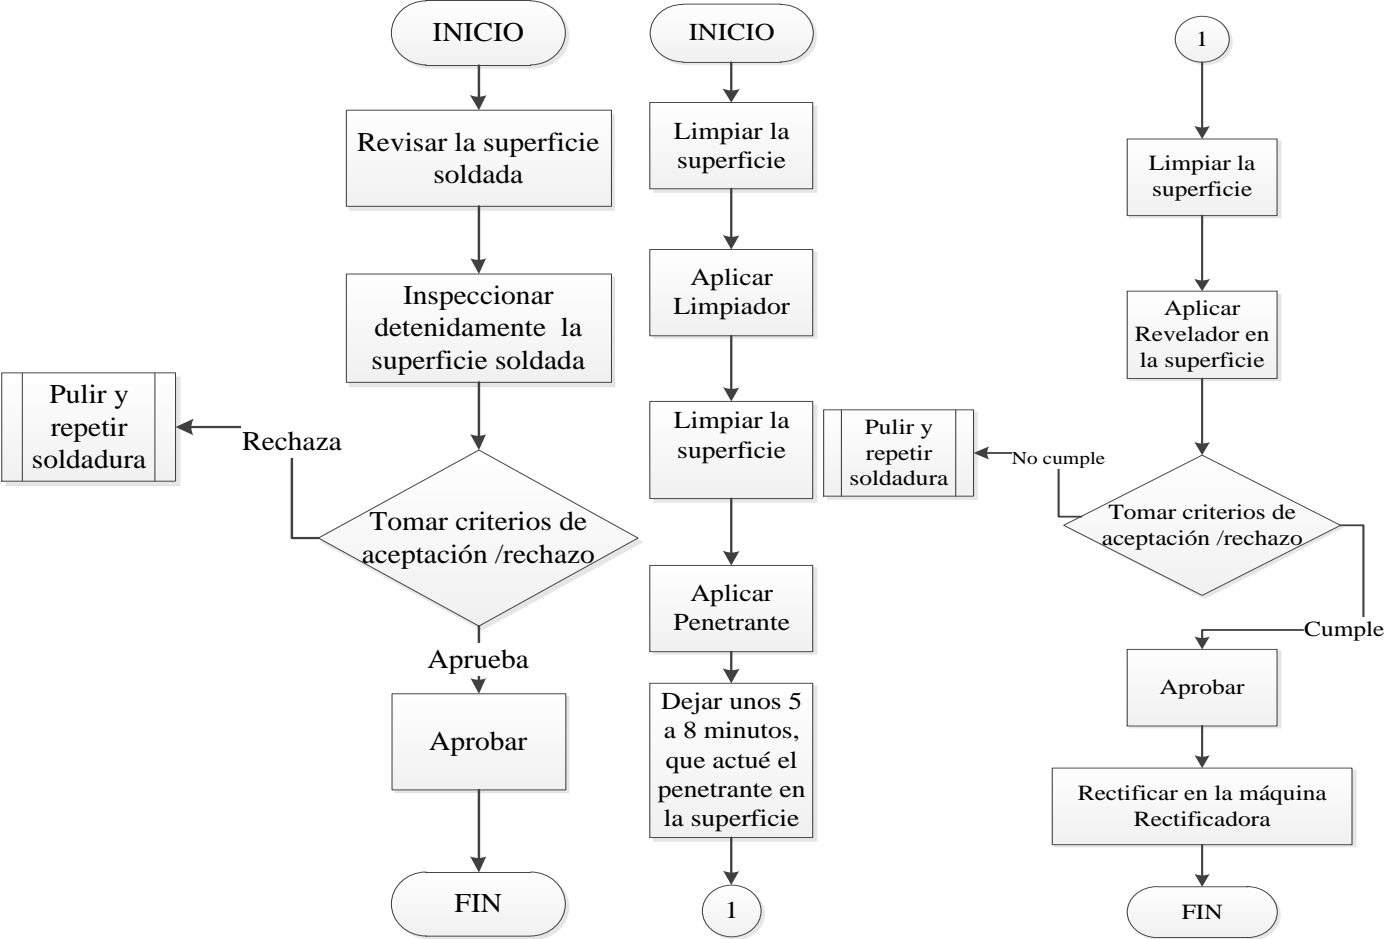 INICIO
Revisar la superficie
soldada
Inspeccionar
detenidamente la
superficie soldada
Pulir y
repetir
soldadura
Rechaza
Tomar criterios de
aceptación /rechazo
Aprueba
Aprobar
FIN
INICIO
Limpiar la
superficie
Aplicar
Limpiador
Limpiar la
superficie
Aplicar
Penetrante
Dejar unos 5
a 8 minutos,
que actué el
penetrante en
la superficie
1
1
Limpiar la
superficie
Aplicar
Revelador en
la superficie
Pulir y
repetir
soldadura
No cumple
Tomar criterios de
aceptación /rechazo
Cumple
Aprobar
Rectificar en la máquina
Rectificadora
FIN